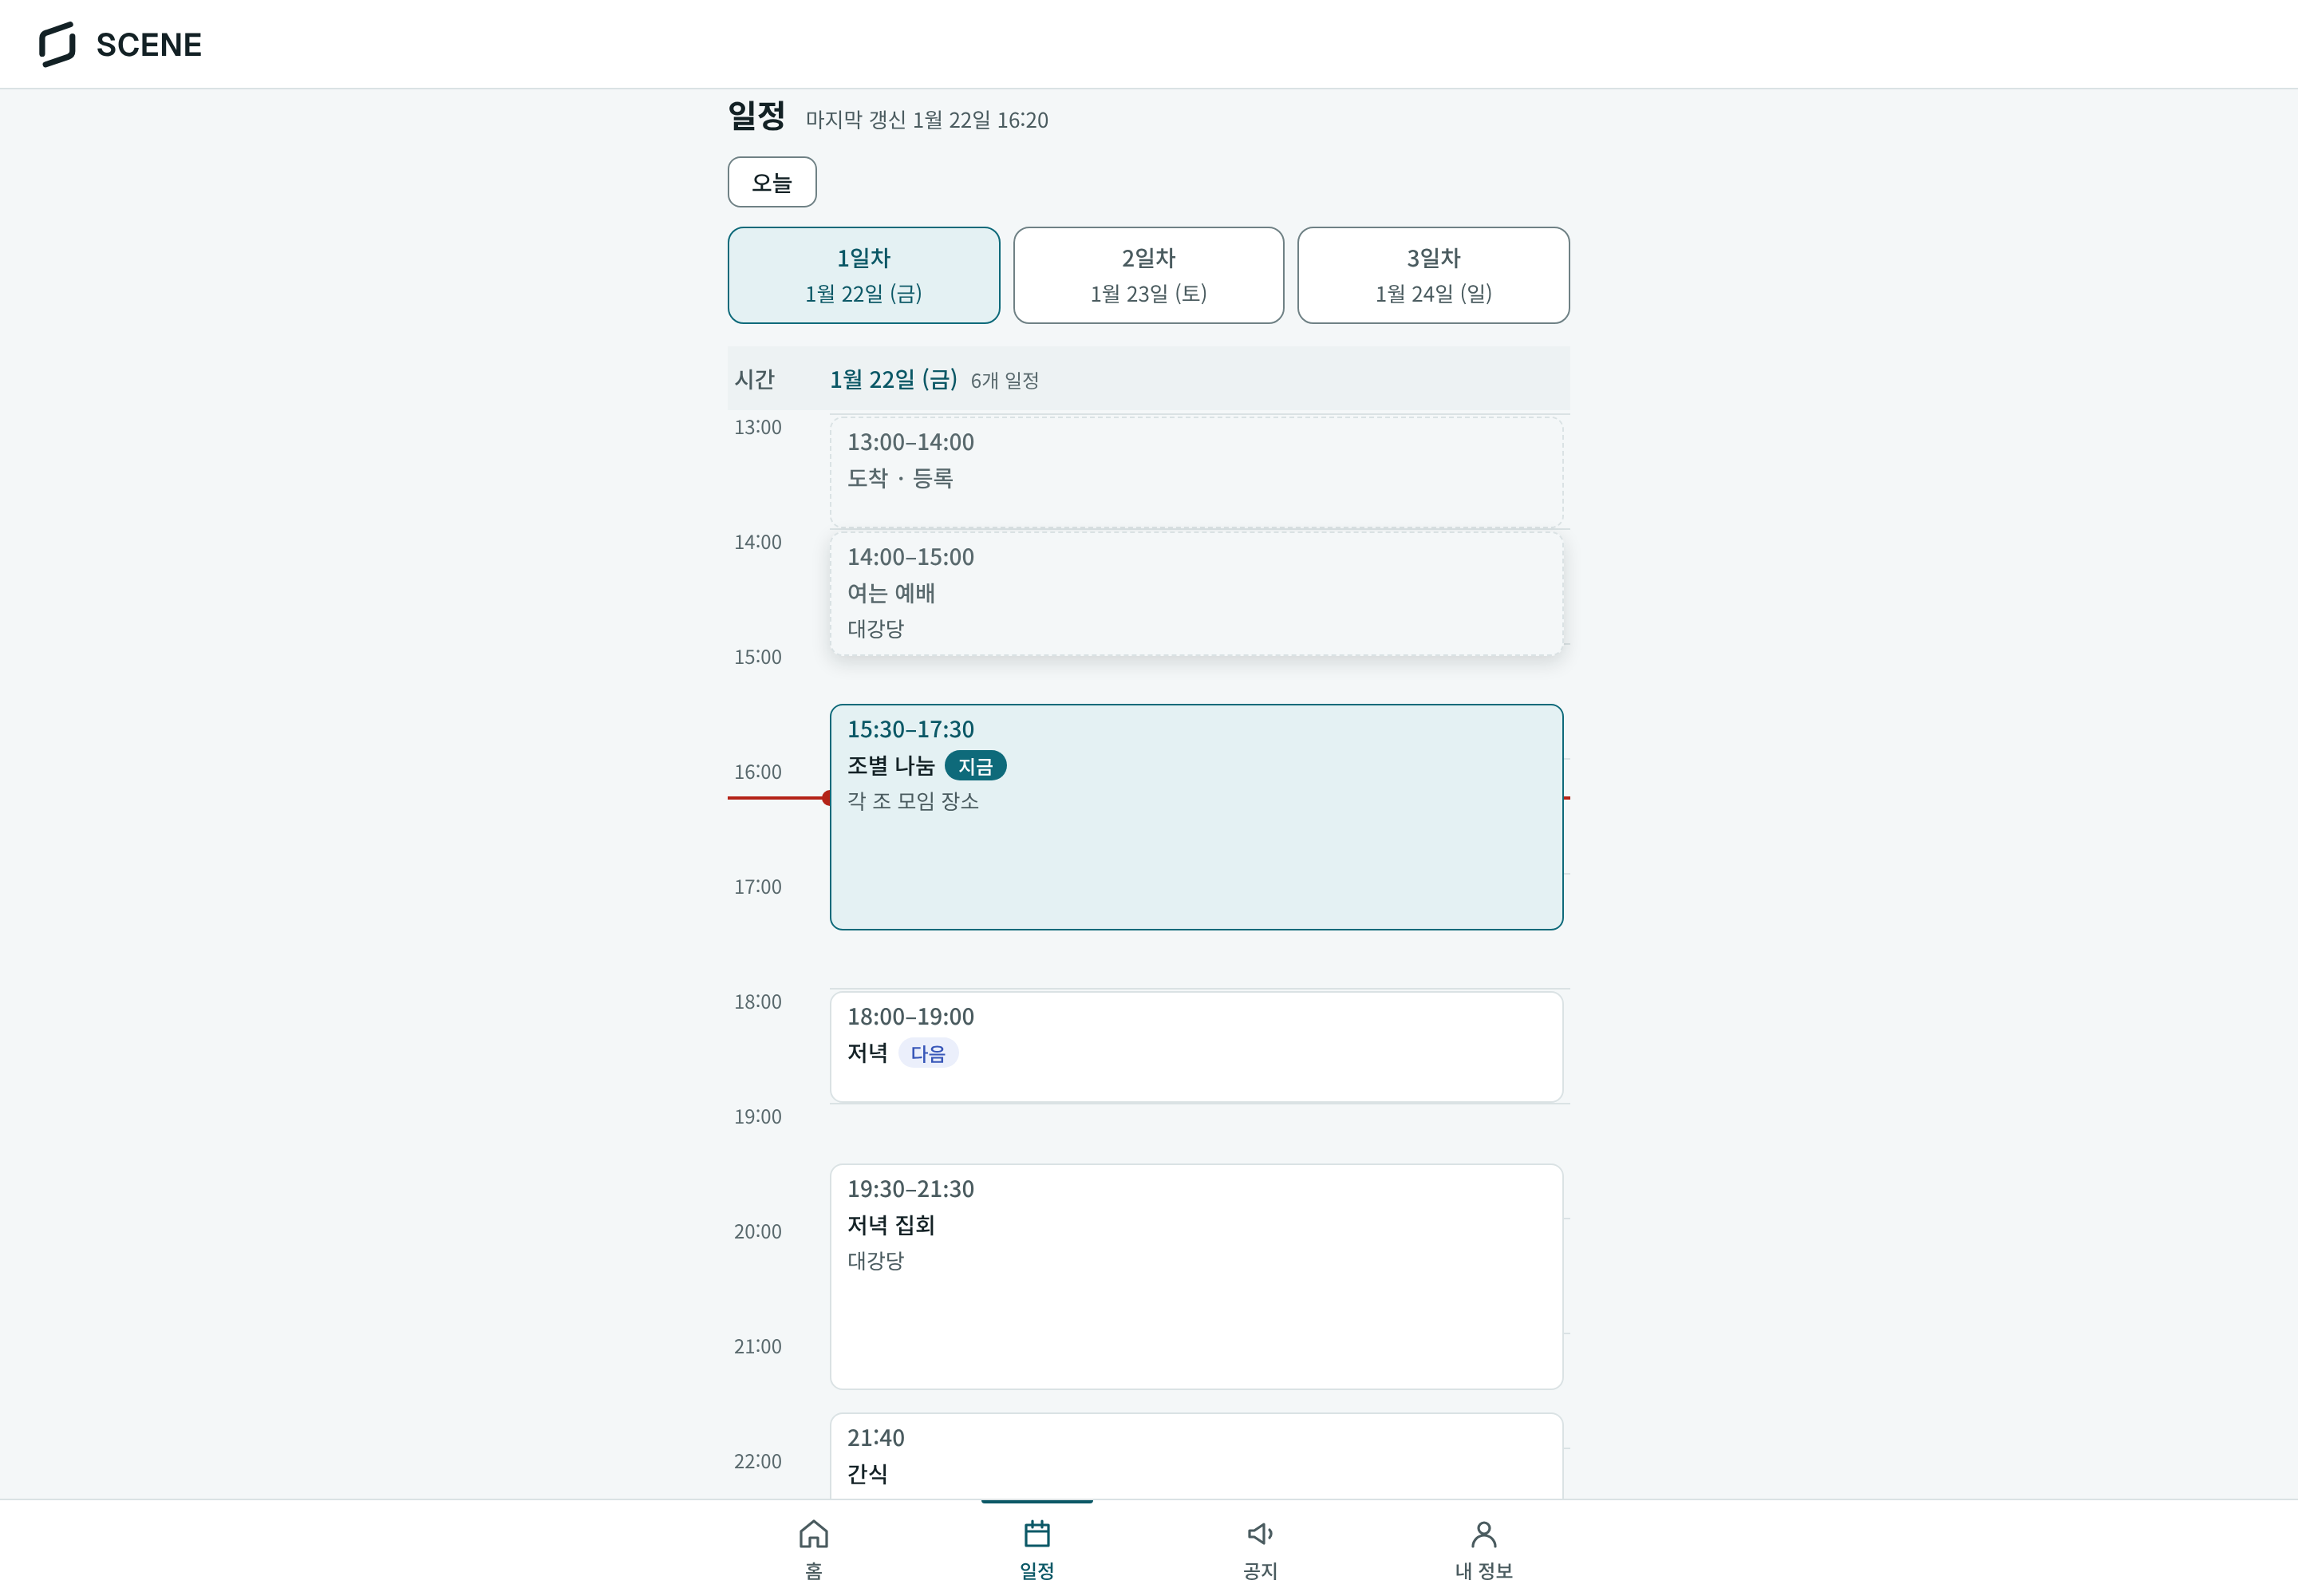 SCENE
일정 마지막 갱신 1월 22일 16:20
오늘
1일차
1월 22일 (금)
2일차
1월 23일 (토)
3일차
1월 24일 (일)
시간 1월 22일 (금) 6개 일정
13:00
13:00–14:00
도착 · 등록
14:00
14:00–15:00
여는 예배
대강당
15:00
15:30–17:30
조별 나눔 지금
16:00
각 조 모임 장소
17:00
18:00
18:00–19:00
저녁 다음
19:00
19:30–21:30
저녁 집회
20:00
대강당
21:00
21:40
22:00
간식
홈
일정
공지
내 정보